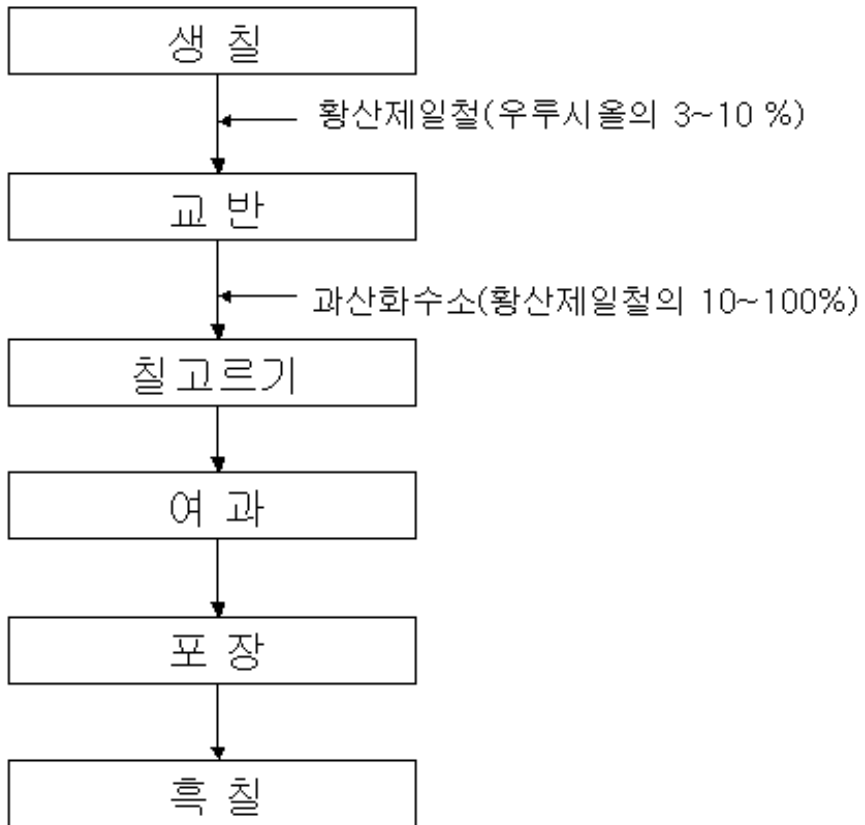 생 칠
황산제일철(우루시올의 3~10 %)
교 반
과산화수소(황산제일철의 10~100%)
칠고르기
여 과
포 장
흑 칠